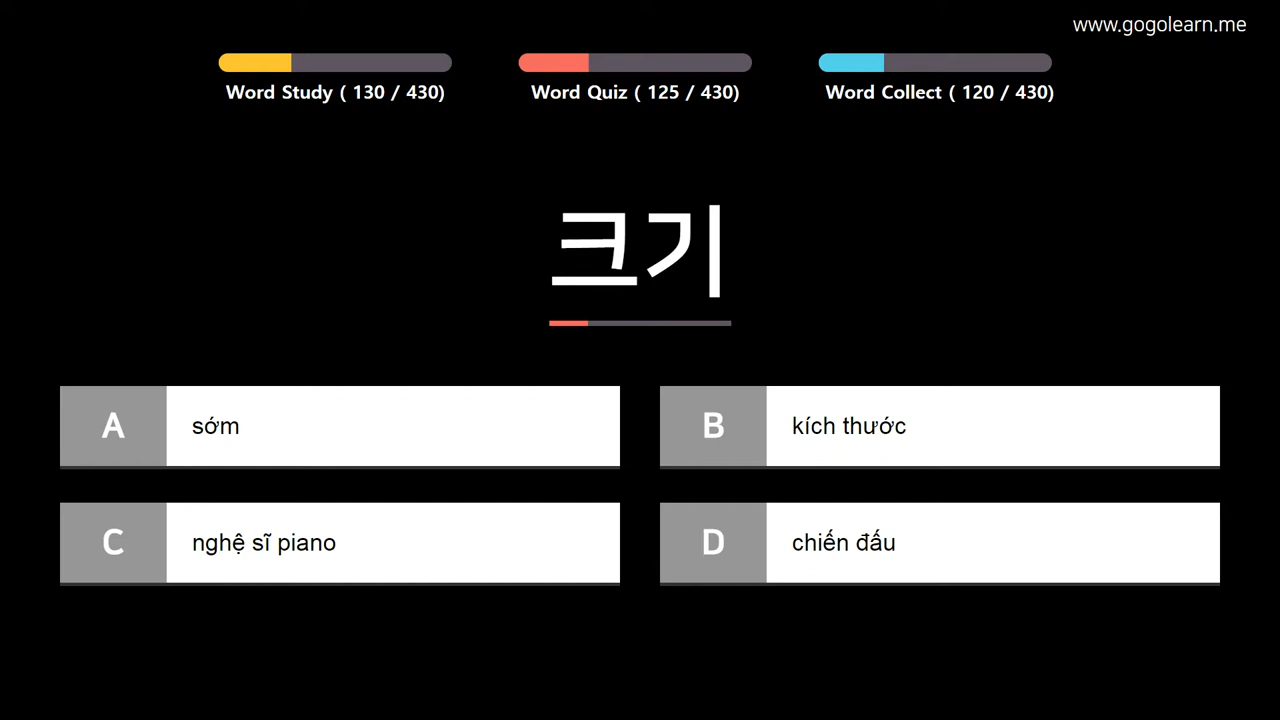 www.gogolearn.me
Word Study ( 130 / 430)
Word Quiz ( 125 / 430)
Word Collect ( 120 / 430)
크기
A
sớm
B
kích thước
C
nghệ sĩ piano
D
chiến đấu